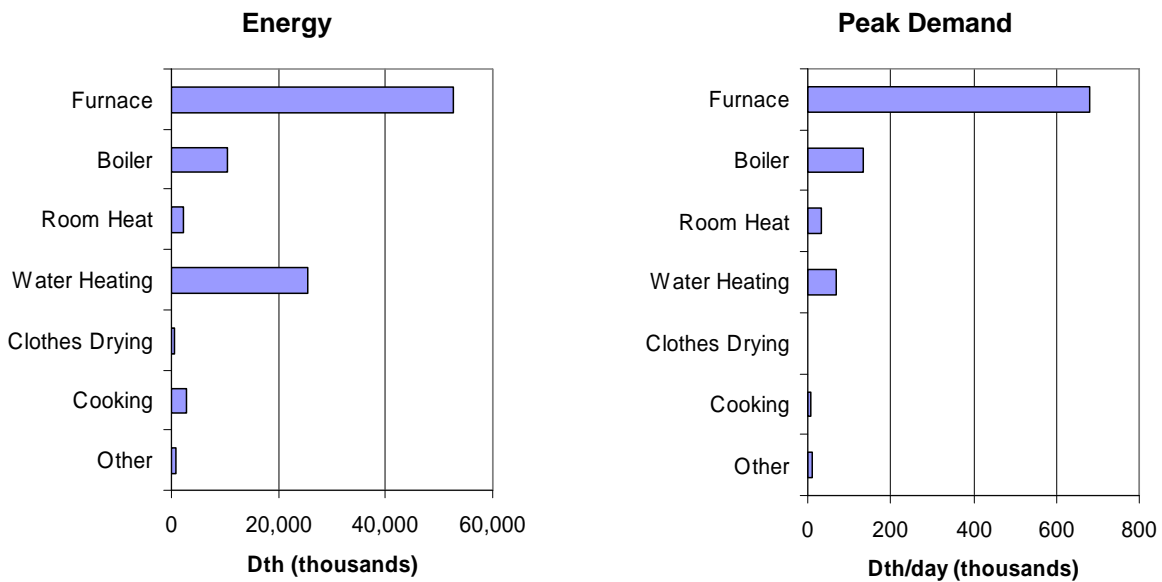 Energy
Furnace
Boiler
Room Heat
Water Heating
Clothes Drying
Cooking
Other
0 20,000 40,000 60,000
Dth (thousands)
Peak Demand
Furnace
Boiler
Room Heat
Water Heating
Clothes Drying
Cooking
Other
0 200 400 600 800
Dth/day (thousands)